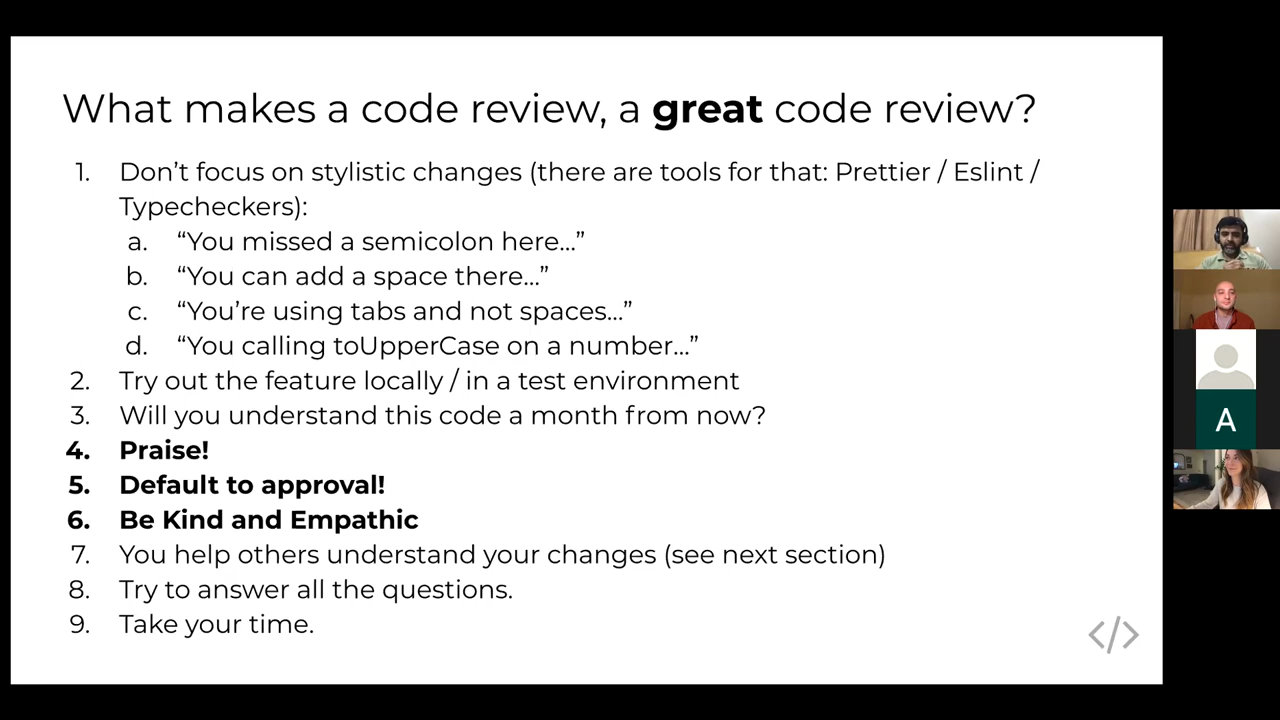 What makes a code review, a great code review?
1. Don’t focus on stylistic changes (there are tools for that: Prettier / Eslint /
Typecheckers):
a. “You missed a semicolon here…”
b. “You can add a space there…”
c. “You’re using tabs and not spaces…”
d. “You calling toUpperCase on a number…”
2. Try out the feature locally / in a test environment
3. Will you understand this code a month from now?
4. Praise!
5. Default to approval!
6. Be Kind and Empathic
7. You help others understand your changes (see next section)
8. Try to answer all the questions.
9. Take your time.
</>
A